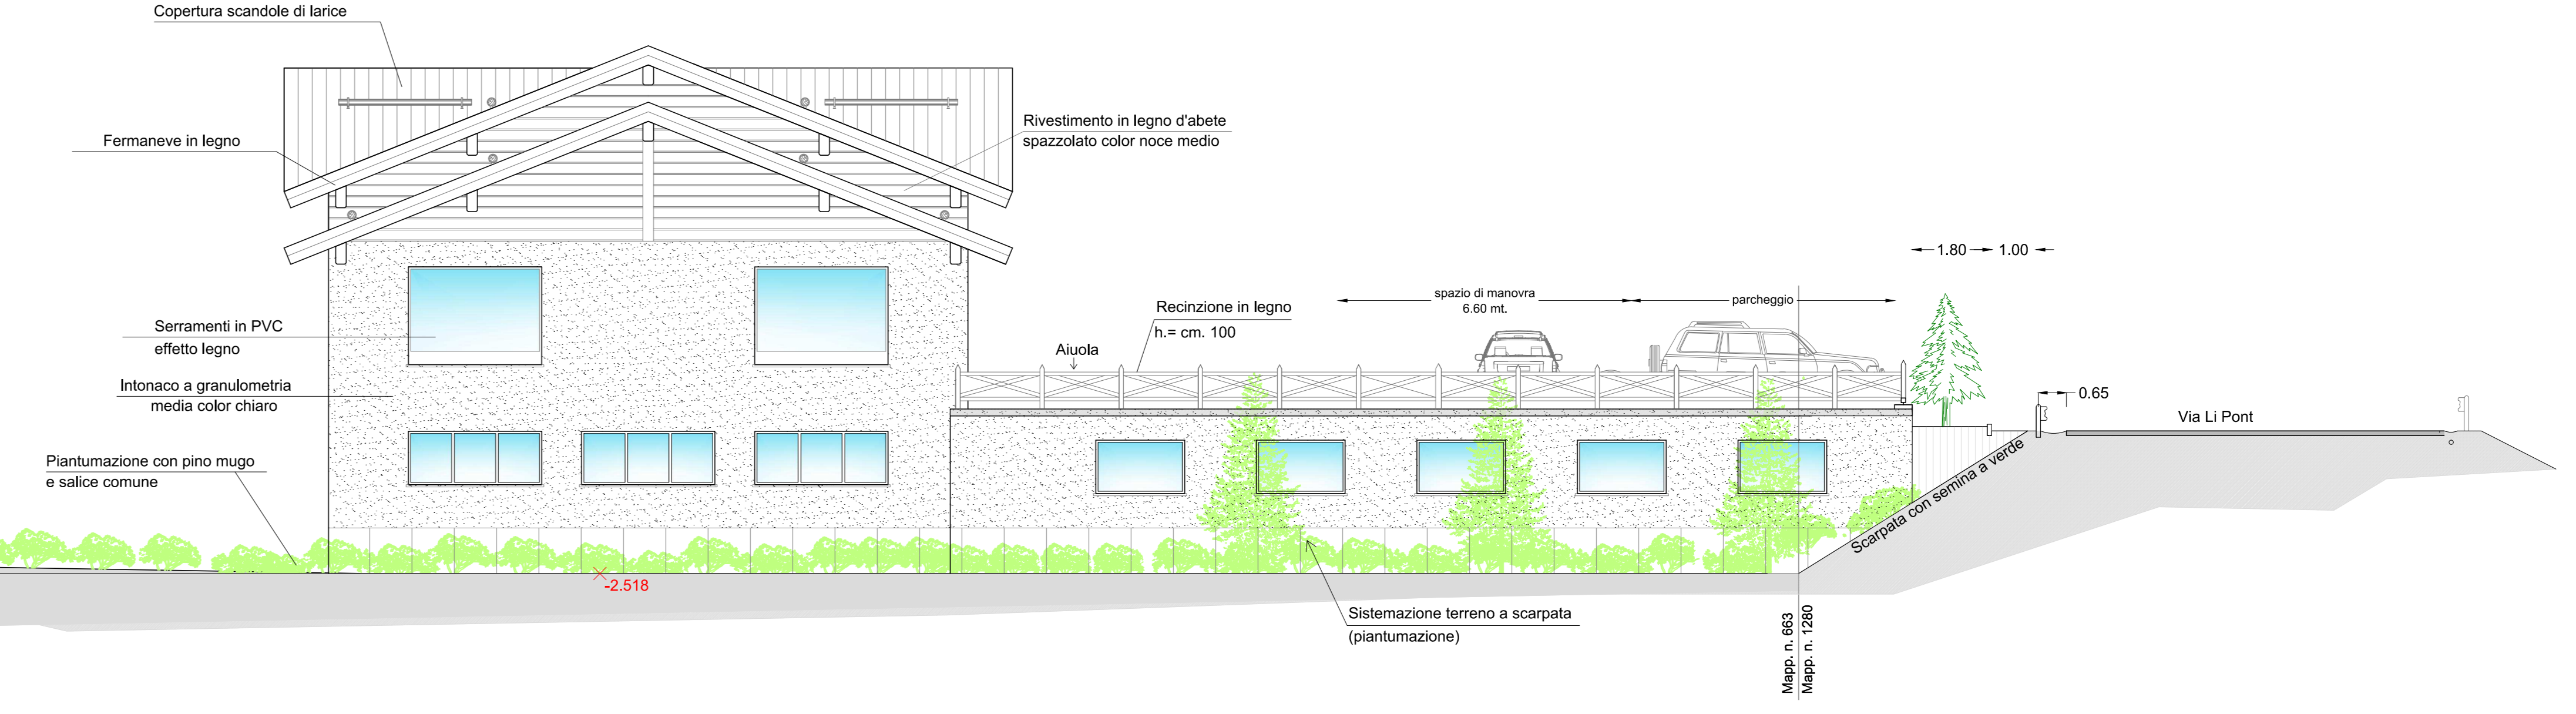 Copertura scandole di larice
Fermaneve in legno
Rivestimento in legno d'abete
spazzolato color noce medio
Serramenti in PVC
effetto legno
Intonaco a granulometria
media color chiaro
Piantumazione con pino mugo
e salice comune
-2.518
Aiuola
Recinzione in legno
h.= cm. 100
spazio di manovra
6.60 mt.
parcheggio
1.80
1.00
0.65
Via Li Pont
Scarpata con semina a verde
Sistemazione terreno a scarpata
(piantumazione)
Mapp. n. 663
Mapp. n. 1280